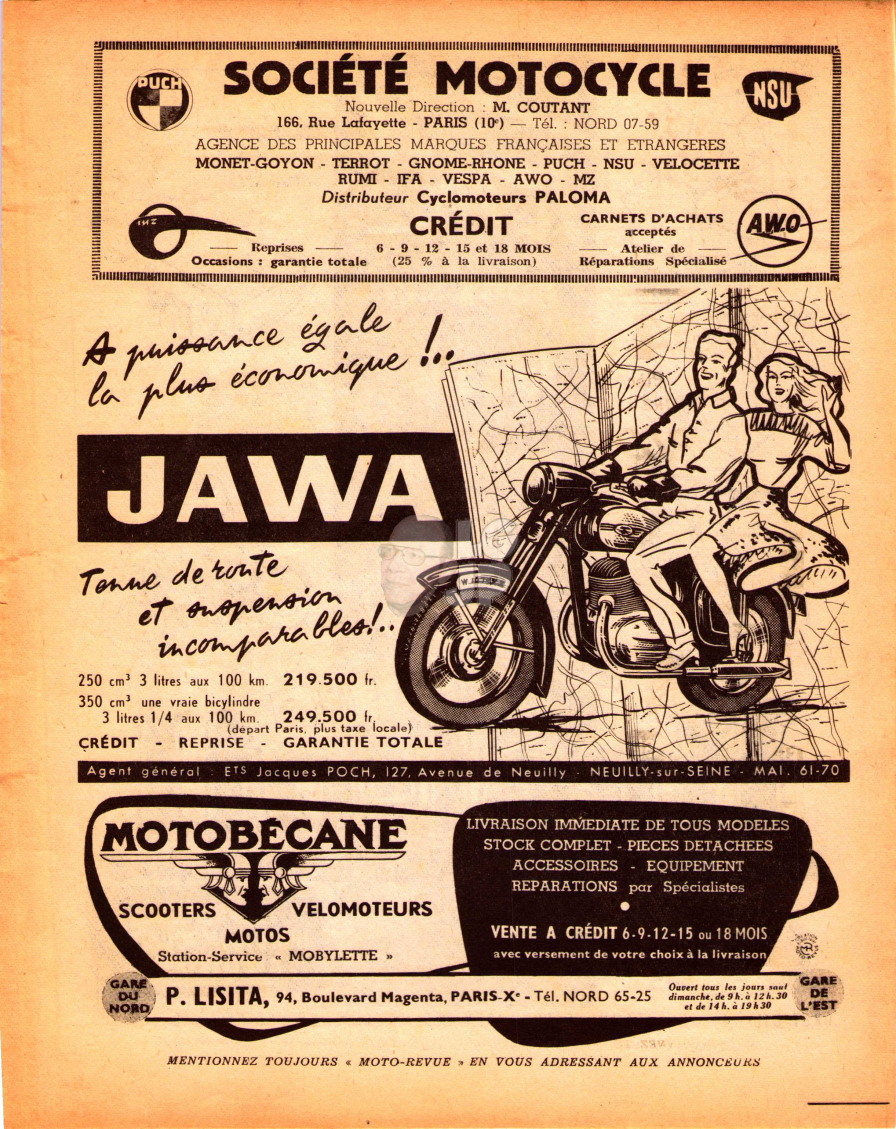 PUCH
SOCIÉTÉ MOTOCYCLE
NSU
Nouvelle Direction : M. COUTANT
166, Rue Lafayette - PARIS (10e) — Tél. : NORD 07-59
AGENCE DES PRINCIPALES MARQUES FRANÇAISES ET ETRANGERES
MONET-GOYON - TERROT - GNOME-RHONE - PUCH - NSU - VELOCETTE
RUMI - IFA - VESPA - AWO - MZ
Distributeur Cyclomoteurs PALOMA
CRÉDIT
CARNETS D'ACHATS
acceptés
AWO
Reprises
6 - 9 - 12 - 15 et 18 MOIS
Atelier de
Occasions : garantie totale
(25 % à la livraison)
Réparations Spécialisé
A puissance égale
la plus économique !...
JAWA
Tenue de route
et suspension
incomparables!..
250 cm³ 3 litres aux 100 km. 219.500 fr.
350 cm³ une vraie bicylindre
3 litres 1/4 aux 100 km. 249.500 fr.
(départ Paris, plus taxe locale)
CRÉDIT - REPRISE - GARANTIE TOTALE
Agent général : ETS Jacques POCH, 127, Avenue de Neuilly - NEUILLY-sur-SEINE - MAI. 61-70
MOTOBÉCANE
SCOOTERS VELOMOTEURS
MOTOS
Station-Service « MOBYLETTE »
LIVRAISON IMMÉDIATE DE TOUS MODELES
STOCK COMPLET - PIECES DETACHEES
ACCESSOIRES - EQUIPEMENT
REPARATIONS par Spécialistes
VENTE A CRÉDIT 6-9-12-15 ou 18 MOIS
avec versement de votre choix à la livraison
GARE
DU
NORD
P. LISITA, 94, Boulevard Magenta, PARIS-Xe - Tél. NORD 65-25
Ouvert tous les jours sauf
dimanche, de 9 h. à 12 h. 30
et de 14 h. à 19 h 30
GARE
DE
L'EST
MENTIONNEZ TOUJOURS « MOTO-REVUE » EN VOUS ADRESSANT AUX ANNONCEURS